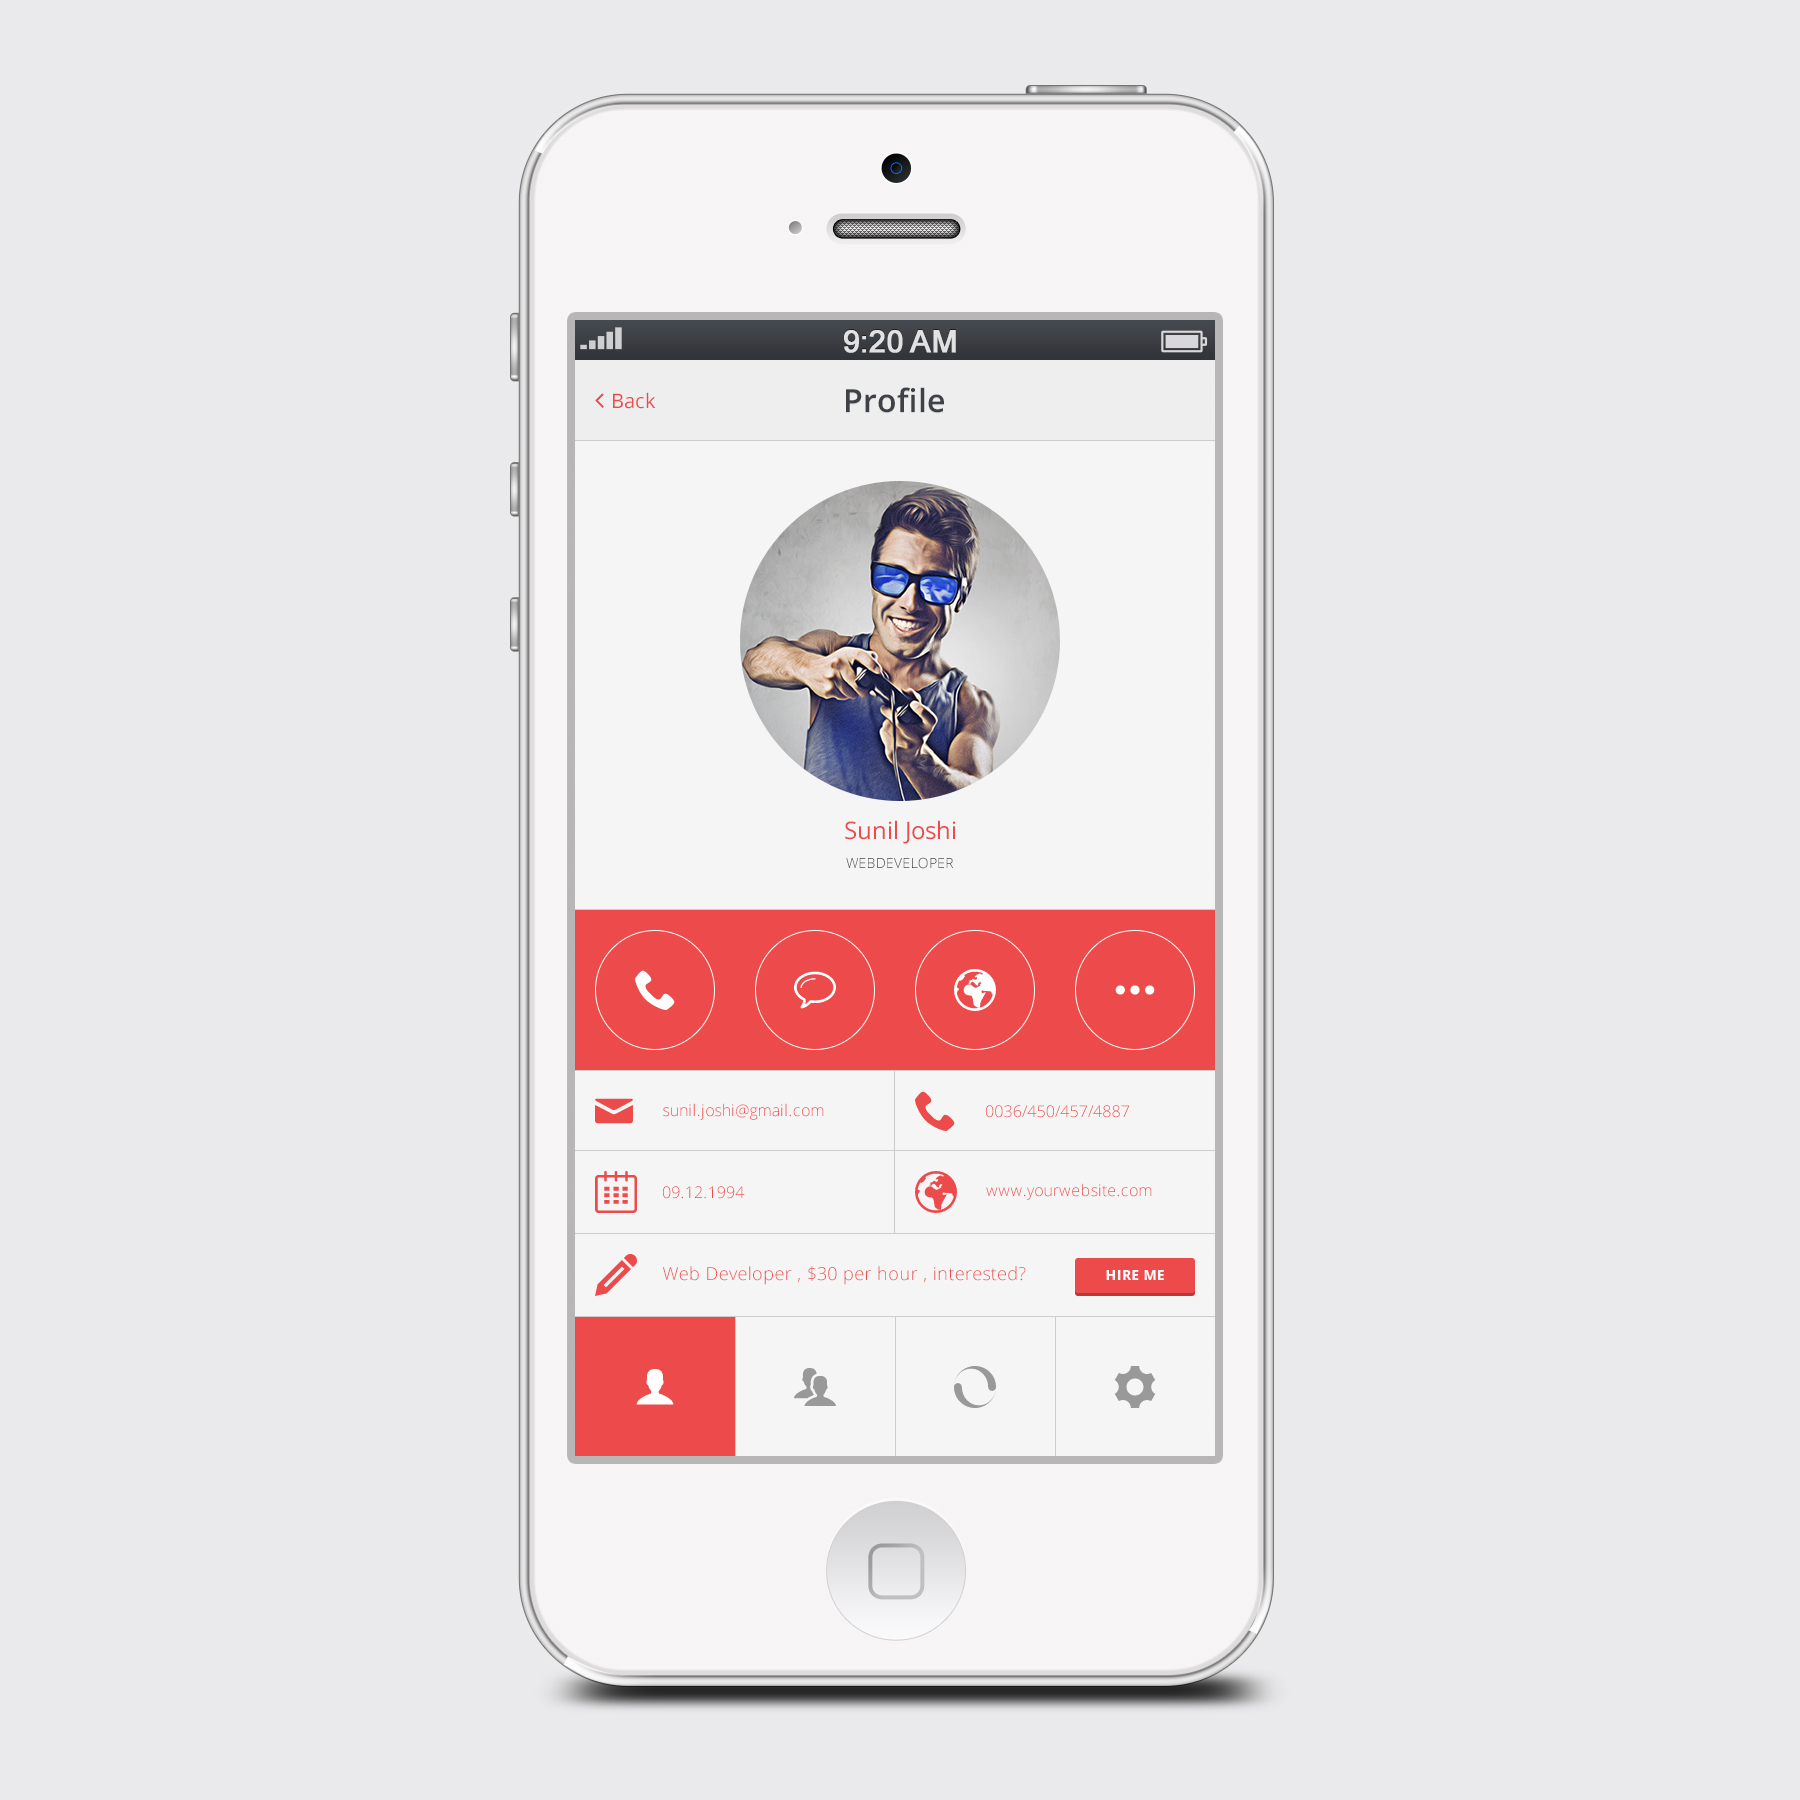 9:20 AM
Back
Profile
Sunil Joshi
WEBDEVELOPER
sunil.joshi@gmail.com
0036/450/457/4887
09.12.1994
www.yourwebsite.com
Web Developer , $30 per hour , interested?
HIRE ME